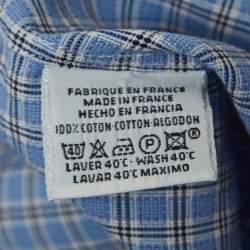 FABRIQUE EN FRANCE
MADE IN FRANCE
HECHO EN FRANCIA
100% COTON-COTTON-ALGODON
40 P
LAVER 40°C - WASH 40°C
LAVAR 40°C MAXIMO